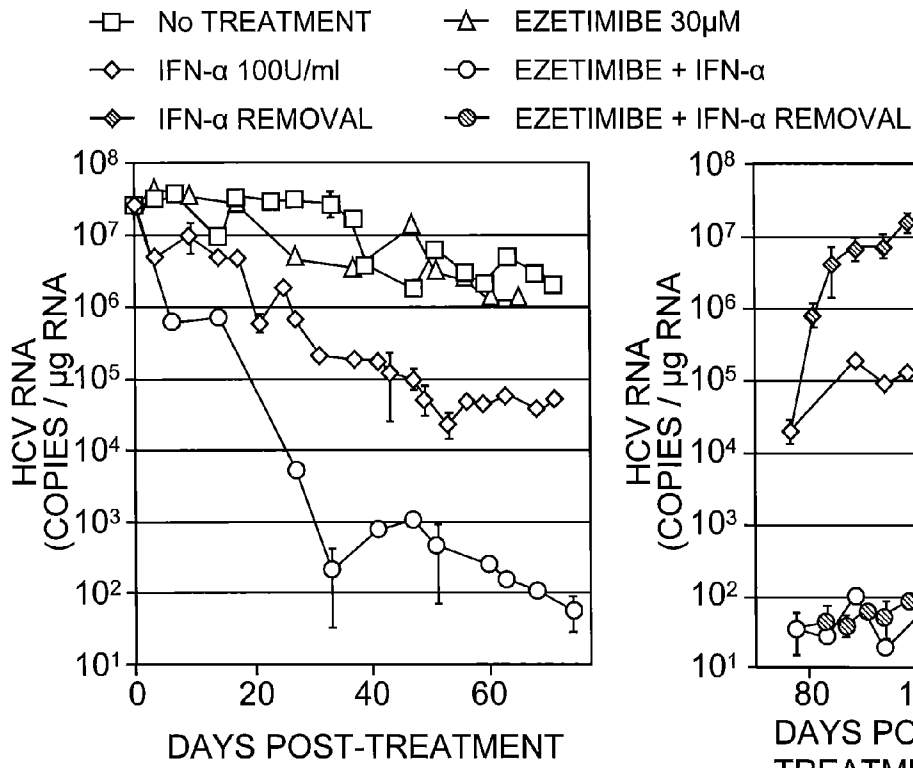 No TREATMENT
EZETIMIBE 30µM
IFN-α 100U/ml
EZETIMIBE + IFN-α
IFN-α REMOVAL
EZETIMIBE + IFN-α REMOVAL
HCV RNA
(COPIES / µg RNA)
10⁸
10⁷
10⁶
10⁵
10⁴
10³
10²
10¹
0 20 40 60
DAYS POST-TREATMENT
HCV RNA
(COPIES / µg RNA)
10⁸
10⁷
10⁶
10⁵
10⁴
10³
10²
10¹
80 1
DAYS PO
TREATM